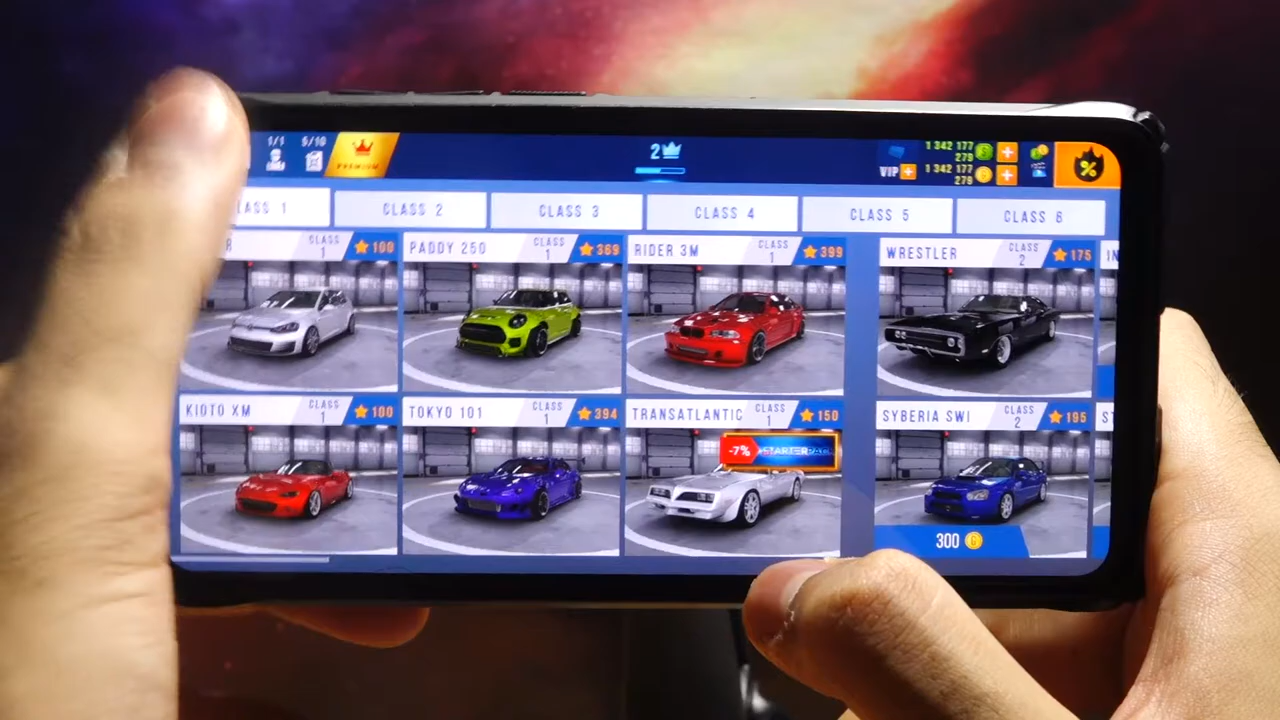 1/1 5/10
PREMIUM
2
VIP
1 342 177
279
1 342 177
279
%
LASS 1 CLASS 2 CLASS 3 CLASS 4 CLASS 5 CLASS 6
R CLASS 1 100
PADDY 250 CLASS 1 369
RIDER 3M CLASS 1 399
WRESTLER CLASS 2 175
IN
KIOTO XM CLASS 1 100
TOKYO 101 CLASS 1 394
TRANSATLANTIC CLASS 1 150
SYBERIA SWI CLASS 2 195
ST
-7% STARTER PACK
300 G